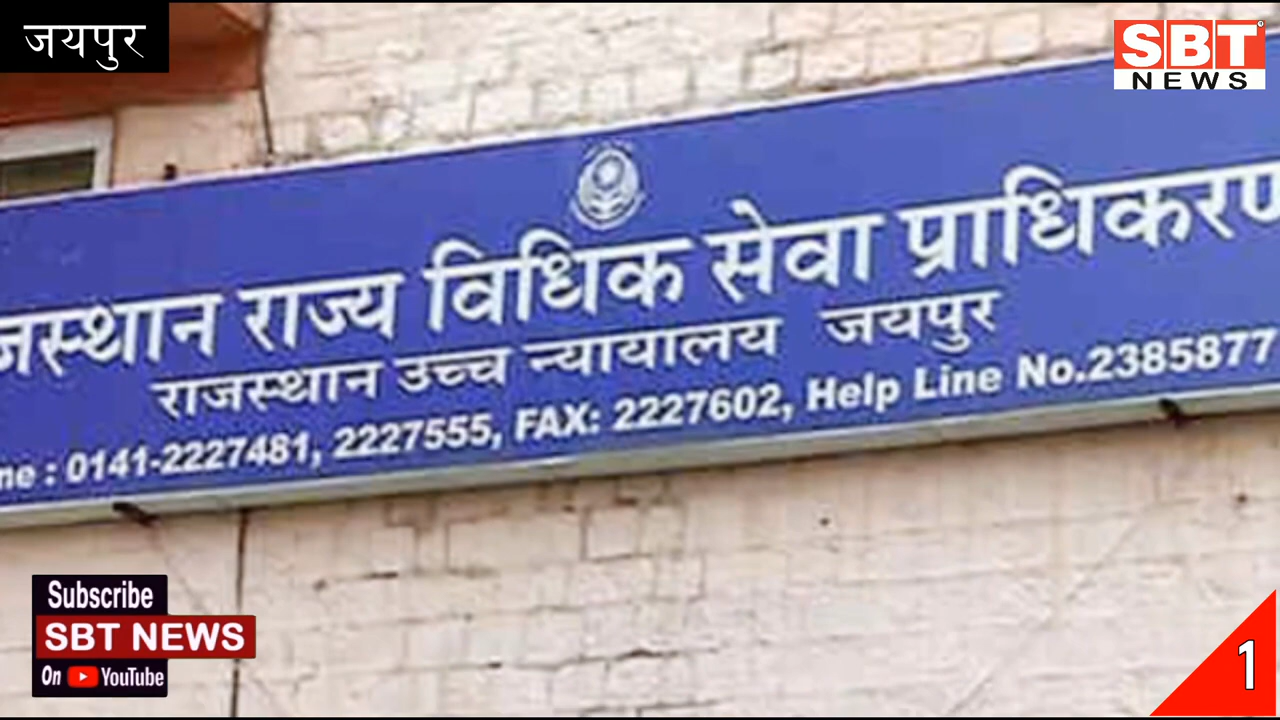 जयपुर
SBT
NEWS
जस्थान राज्य विधिक सेवा प्राधिकरण
राजस्थान उच्च न्यायालय जयपुर
ne : 0141-2227481, 2227555, FAX: 2227602, Help Line No.2385877
Subscribe
SBT NEWS
On YouTube
1